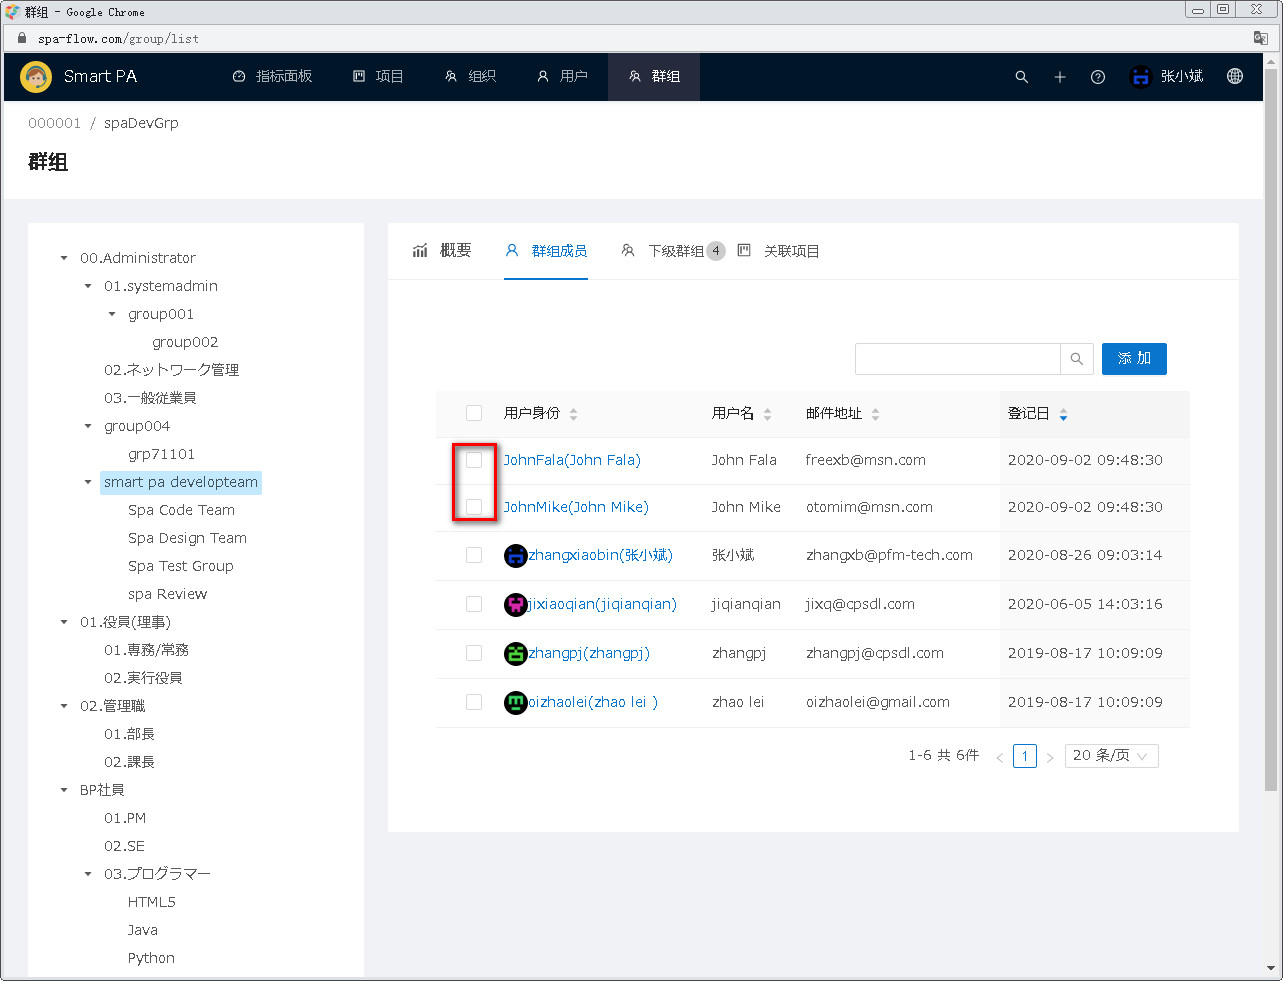 群组 - Google Chrome
spa-flow.com/group/list
Smart PA
指标面板
项目
组织
用户
群组
张小斌
000001 / spaDevGrp
群组
00.Administrator
01.systemadmin
group001
group002
02.ネットワーク管理
03.一般従業員
group004
grp71101
smart pa developteam
Spa Code Team
Spa Design Team
Spa Test Group
spa Review
01.役員(理事)
01.専務/常務
02.実行役員
02.管理職
01.部長
02.課長
BP社員
01.PM
02.SE
03.プログラマー
HTML5
Java
Python
概要
群组成员
下级群组 4
关联项目
添 加
用户身份 用户名 邮件地址 登记日
JohnFala(John Fala) John Fala freexb@msn.com 2020-09-02 09:48:30
JohnMike(John Mike) John Mike otomim@msn.com 2020-09-02 09:48:30
zhangxiaobin(张小斌) 张小斌 zhangxb@pfm-tech.com 2020-08-26 09:03:14
jixiaoqian(jiqianqian) jiqianqian jixq@cpsdl.com 2020-06-05 14:03:16
zhangpj(zhangpj) zhangpj zhangpj@cpsdl.com 2019-08-17 10:09:09
oizhaolei(zhao lei ) zhao lei oizhaolei@gmail.com 2019-08-17 10:09:09
1-6 共 6件 < 1 > 20 条/页